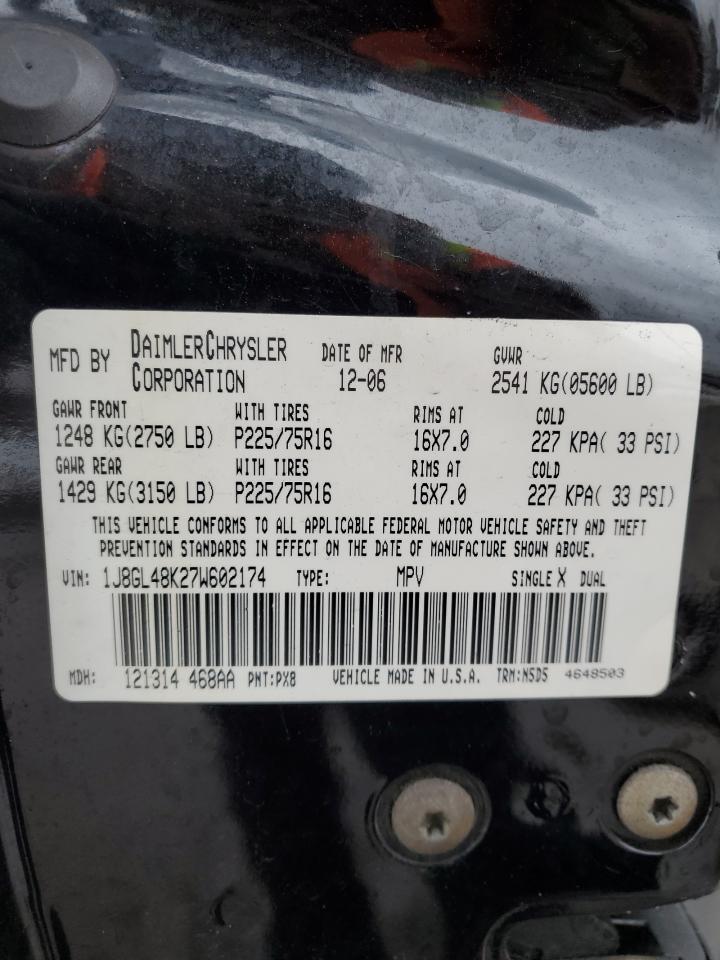 MFD BY DAIMLERCHRYSLER CORPORATION DATE OF MFR 12-06 GVWR 2541 KG(05600 LB)
GAWR FRONT WITH TIRES RIMS AT COLD
1248 KG(2750 LB) P225/75R16 16X7.0 227 KPA( 33 PSI)
GAWR REAR WITH TIRES RIMS AT COLD
1429 KG(3150 LB) P225/75R16 16X7.0 227 KPA( 33 PSI)
THIS VEHICLE CONFORMS TO ALL APPLICABLE FEDERAL MOTOR VEHICLE SAFETY AND THEFT
PREVENTION STANDARDS IN EFFECT ON THE DATE OF MANUFACTURE SHOWN ABOVE.
VIN: 1J8GL48K27W602174 TYPE: MPV SINGLE X DUAL
MDH: 121314 468AA PNT:PX8 VEHICLE MADE IN U.S.A. TRM:N5D5 4648503